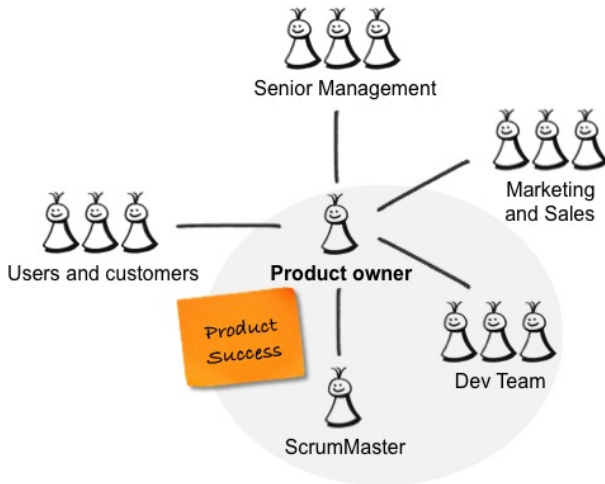 Senior Management
Marketing
and Sales
Users and customers
Product owner
Product
Success
Dev Team
ScrumMaster